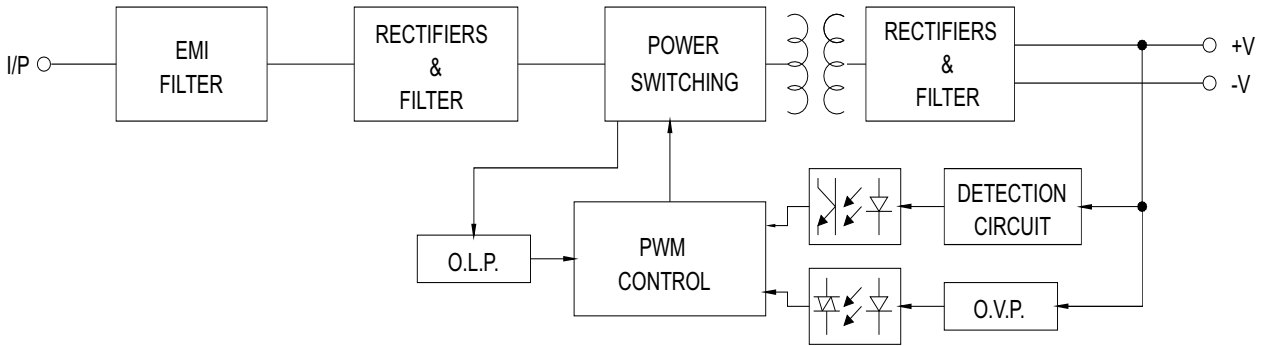 I/P
EMI
FILTER
RECTIFIERS
&
FILTER
POWER
SWITCHING
RECTIFIERS
&
FILTER
+V
-V
O.L.P.
PWM
CONTROL
DETECTION
CIRCUIT
O.V.P.